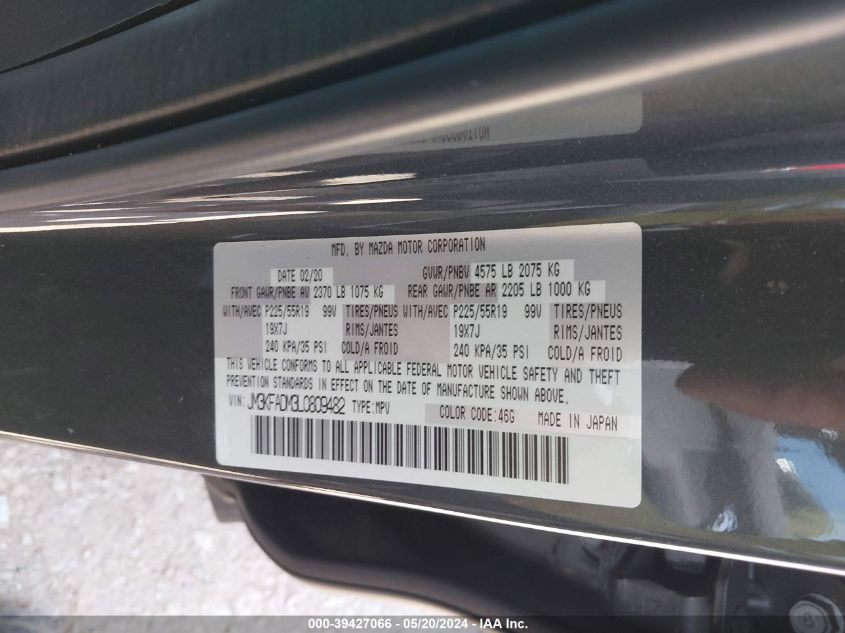 MFD. BY MAZDA MOTOR CORPORATION
DATE 02/20 GVWR/PNBV 4575 LB 2075 KG
FRONT GAWR/PNBE AV 2370 LB 1075 KG REAR GAWR/PNBE AR 2205 LB 1000 KG
WITH/AVEC P225/55R19 99V TIRES/PNEUS WITH/AVEC P225/55R19 99V TIRES/PNEUS
19X7J RIMS/JANTES 19X7J RIMS/JANTES
240 KPA/35 PSI COLD/A FROID 240 KPA/35 PSI COLD/A FROID
THIS VEHICLE CONFORMS TO ALL APPLICABLE FEDERAL MOTOR VEHICLE SAFETY AND THEFT
PREVENTION STANDARDS IN EFFECT ON THE DATE OF MANUFACTURE SHOWN ABOVE.
VIN: JM3KFADM3L0809482 TYPE: MPV COLOR CODE: 46G MADE IN JAPAN
000-39427066 - 05/20/2024 - IAA Inc.